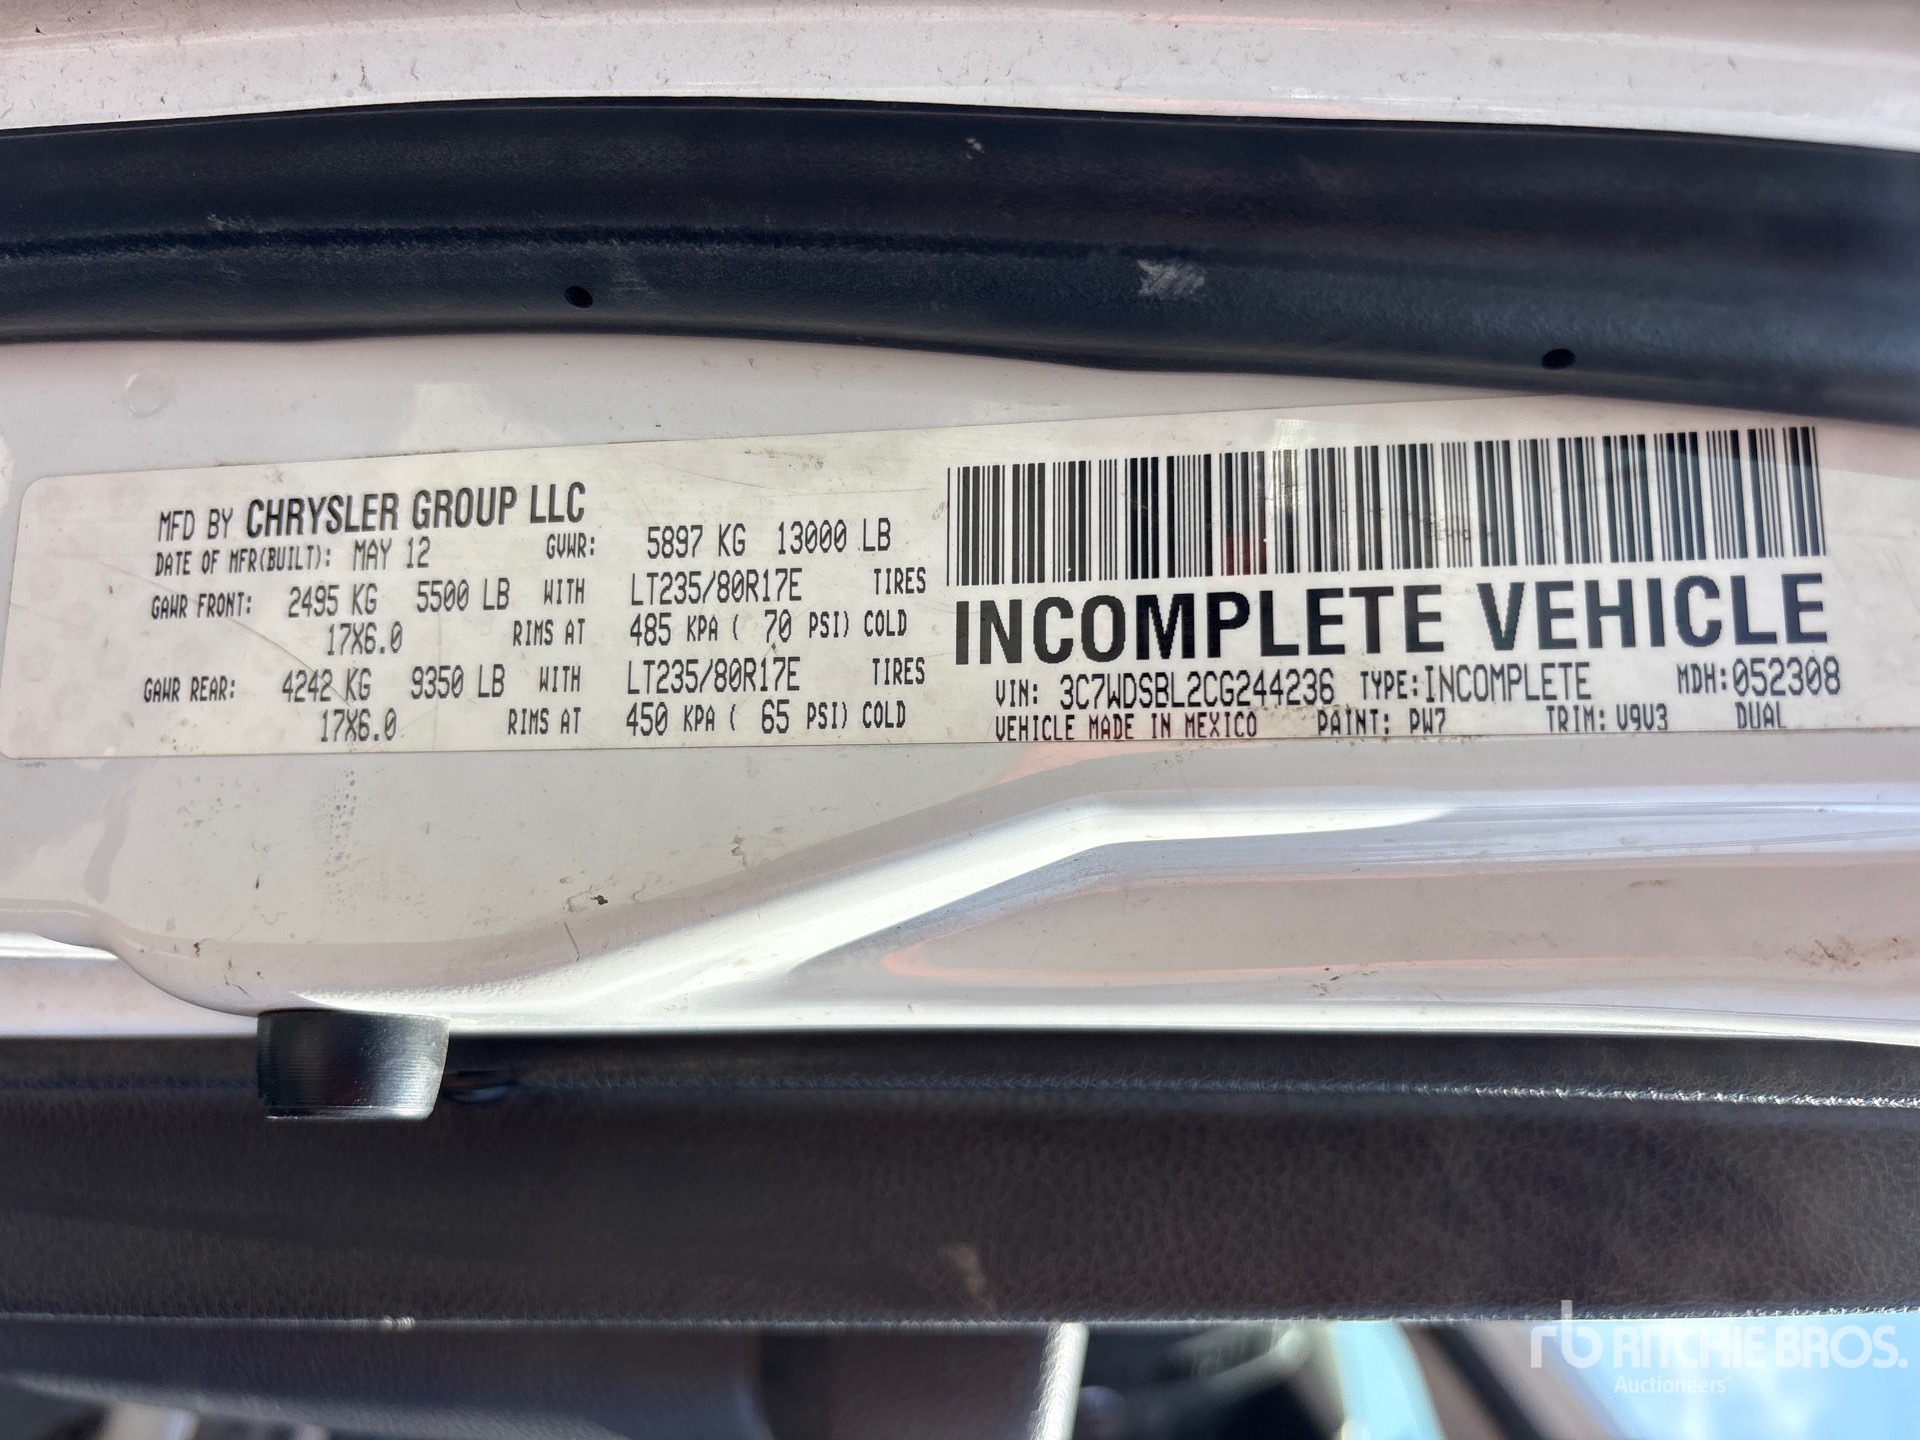 MFD BY CHRYSLER GROUP LLC
DATE OF MFR(BUILT): MAY 12 GVWR: 5897 KG 13000 LB
GAWR FRONT: 2495 KG 5500 LB WITH LT235/80R17E TIRES
17X6.0 RIMS AT 485 KPA ( 70 PSI) COLD
GAWR REAR: 4242 KG 9350 LB WITH LT235/80R17E TIRES
17X6.0 RIMS AT 450 KPA ( 65 PSI) COLD
INCOMPLETE VEHICLE
VIN: 3C7WDSBL2CG244236 TYPE:INCOMPLETE MDH:052308
VEHICLE MADE IN MEXICO PAINT: PW7 TRIM: V9V3 DUAL
rb RITCHIE BROS.
Auctioneers